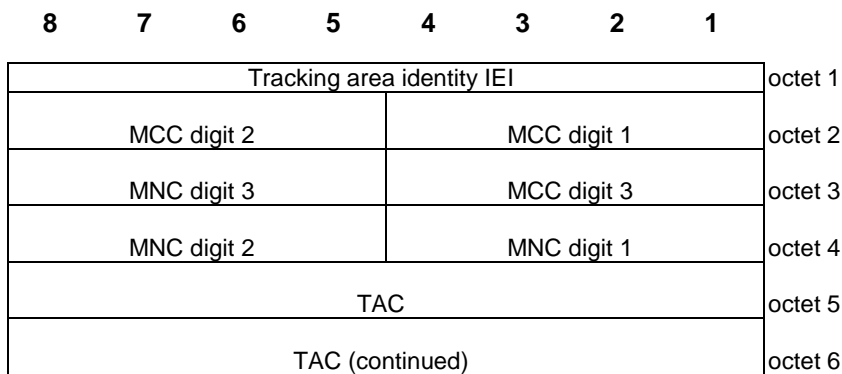 8 7 6 5 4 3 2 1
Tracking area identity IEI octet 1
MCC digit 2 MCC digit 1 octet 2
MNC digit 3 MCC digit 3 octet 3
MNC digit 2 MNC digit 1 octet 4
TAC octet 5
TAC (continued) octet 6